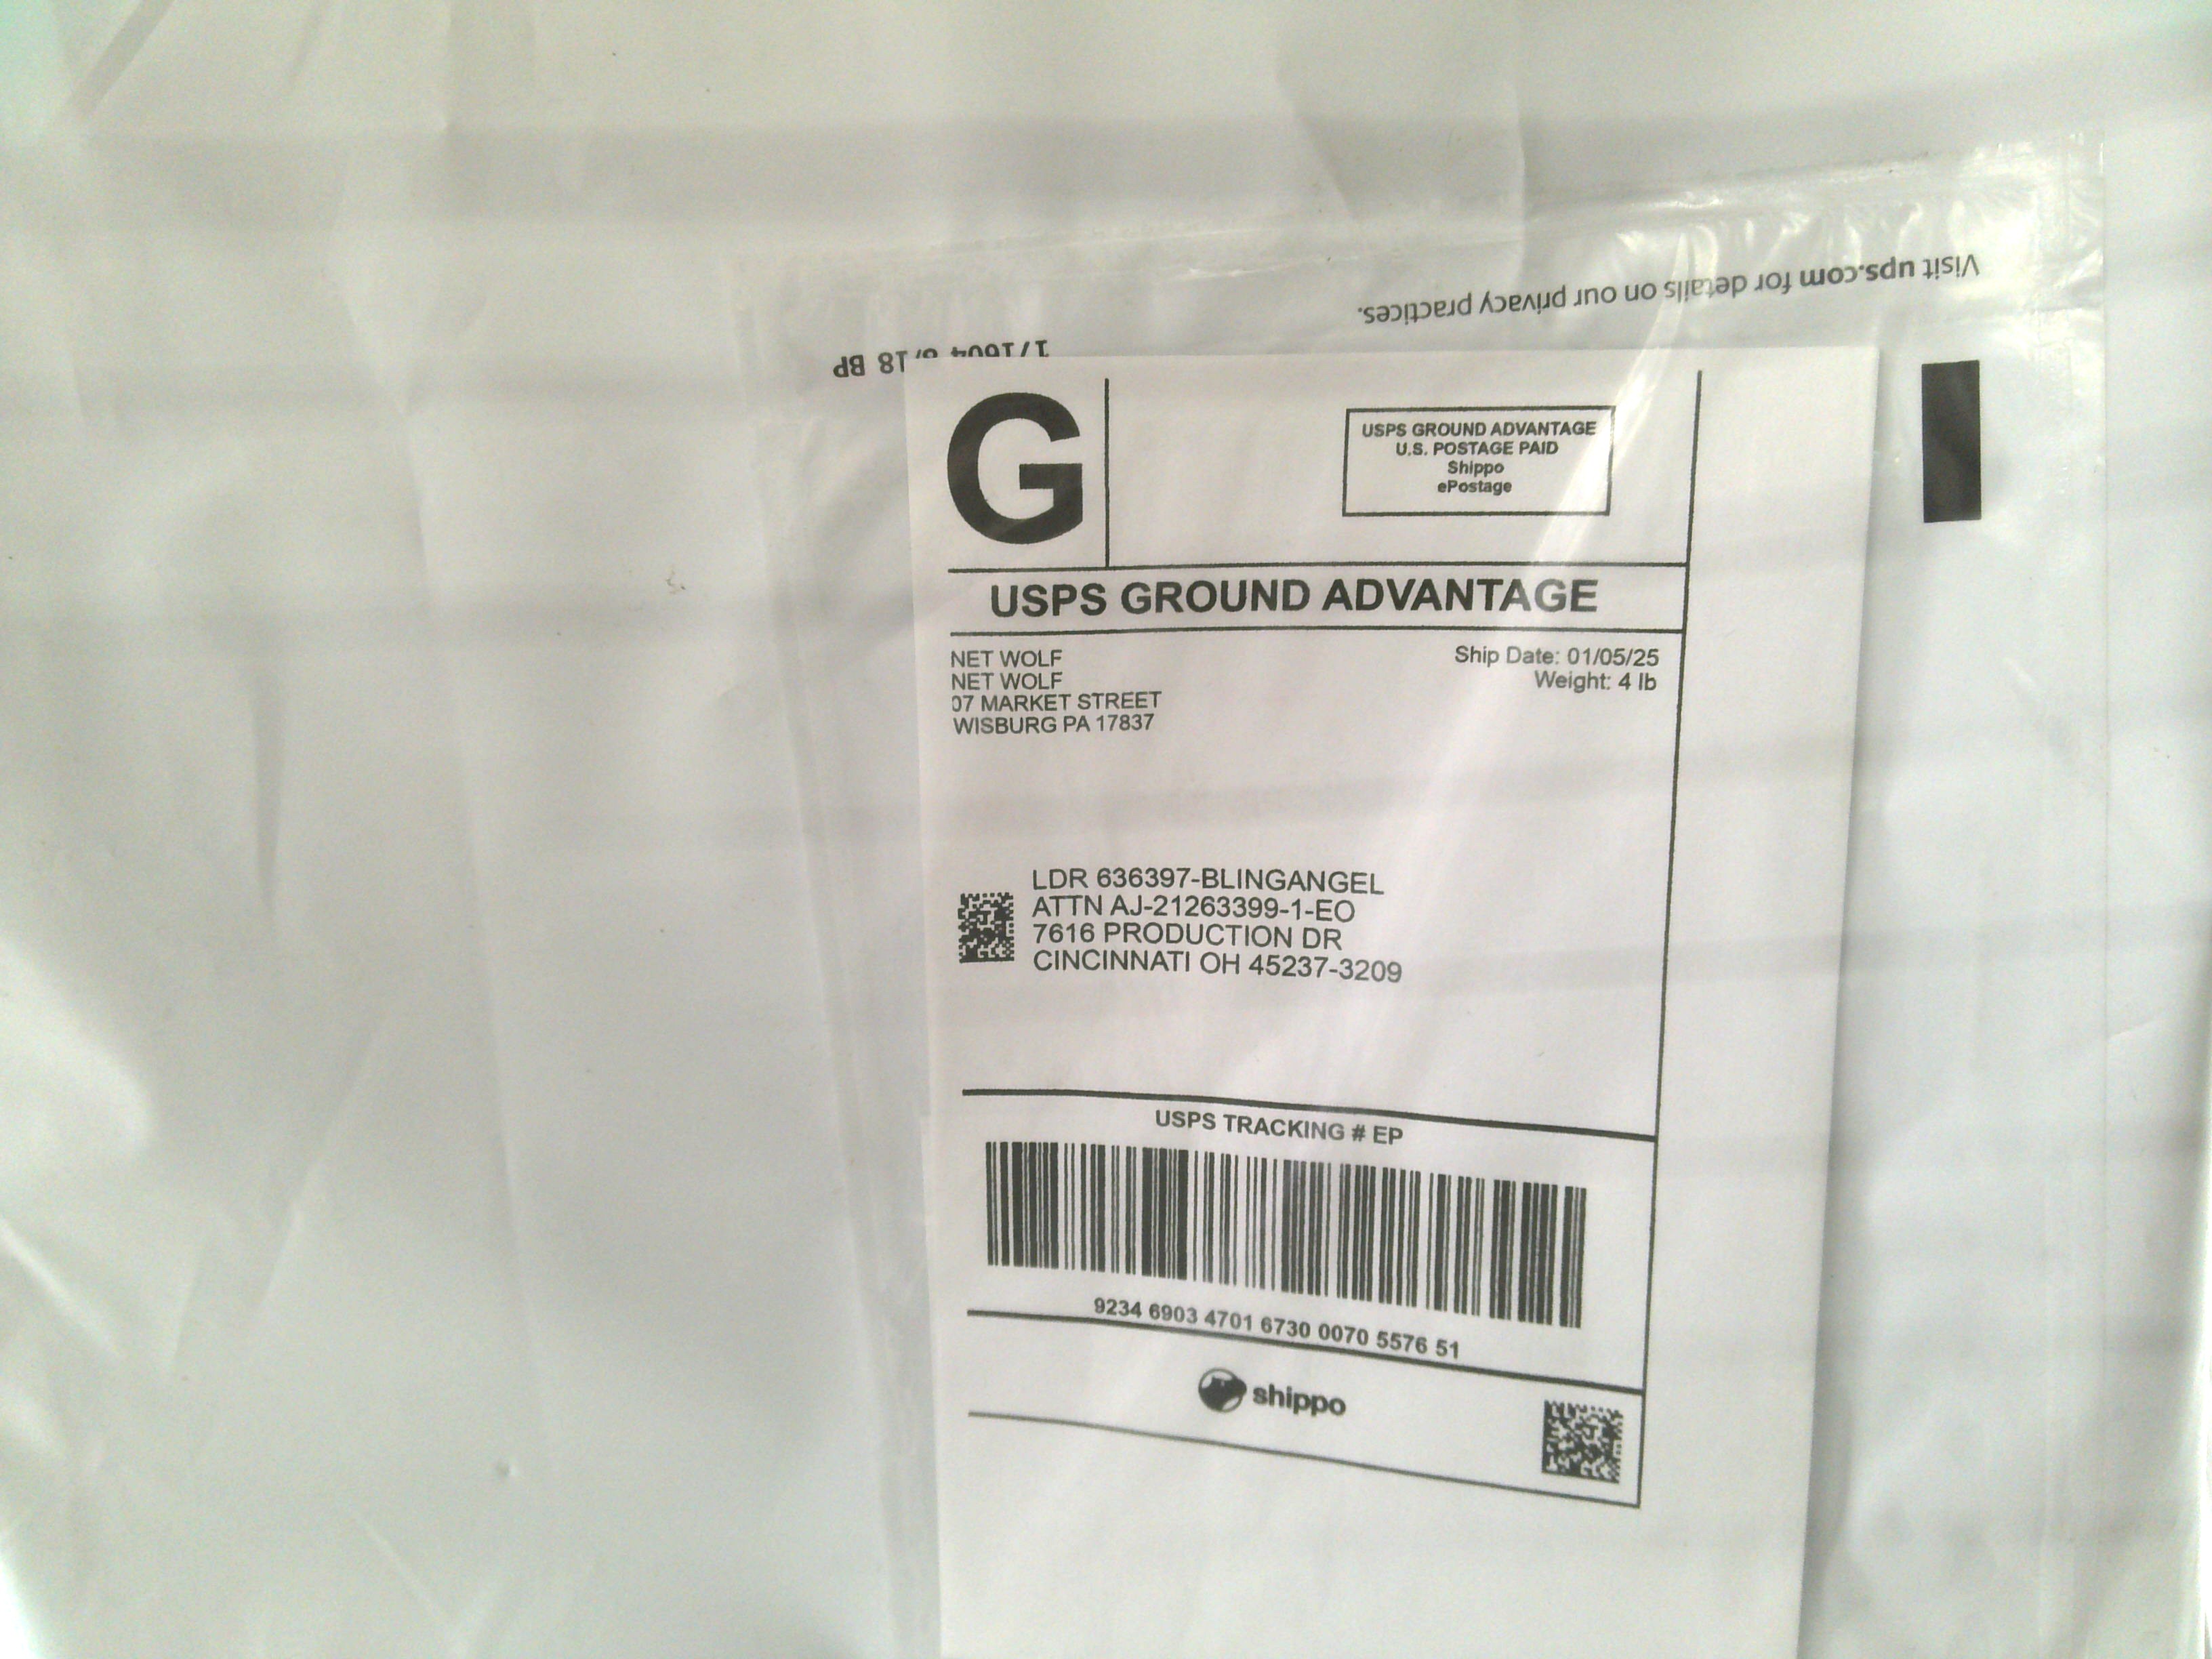 Visit ups.com for details on our privacy practices.
18 BP
G
USPS GROUND ADVANTAGE
U.S. POSTAGE PAID
Shippo
ePostage
USPS GROUND ADVANTAGE
NET WOLF
NET WOLF
07 MARKET STREET
WISBURG PA 17837
Ship Date: 01/05/25
Weight: 4 lb
LDR 636397-BLINGANGEL
ATTN AJ-21263399-1-EO
7616 PRODUCTION DR
CINCINNATI OH 45237-3209
USPS TRACKING # EP
9234 6903 4701 6730 0070 5576 51
shippo